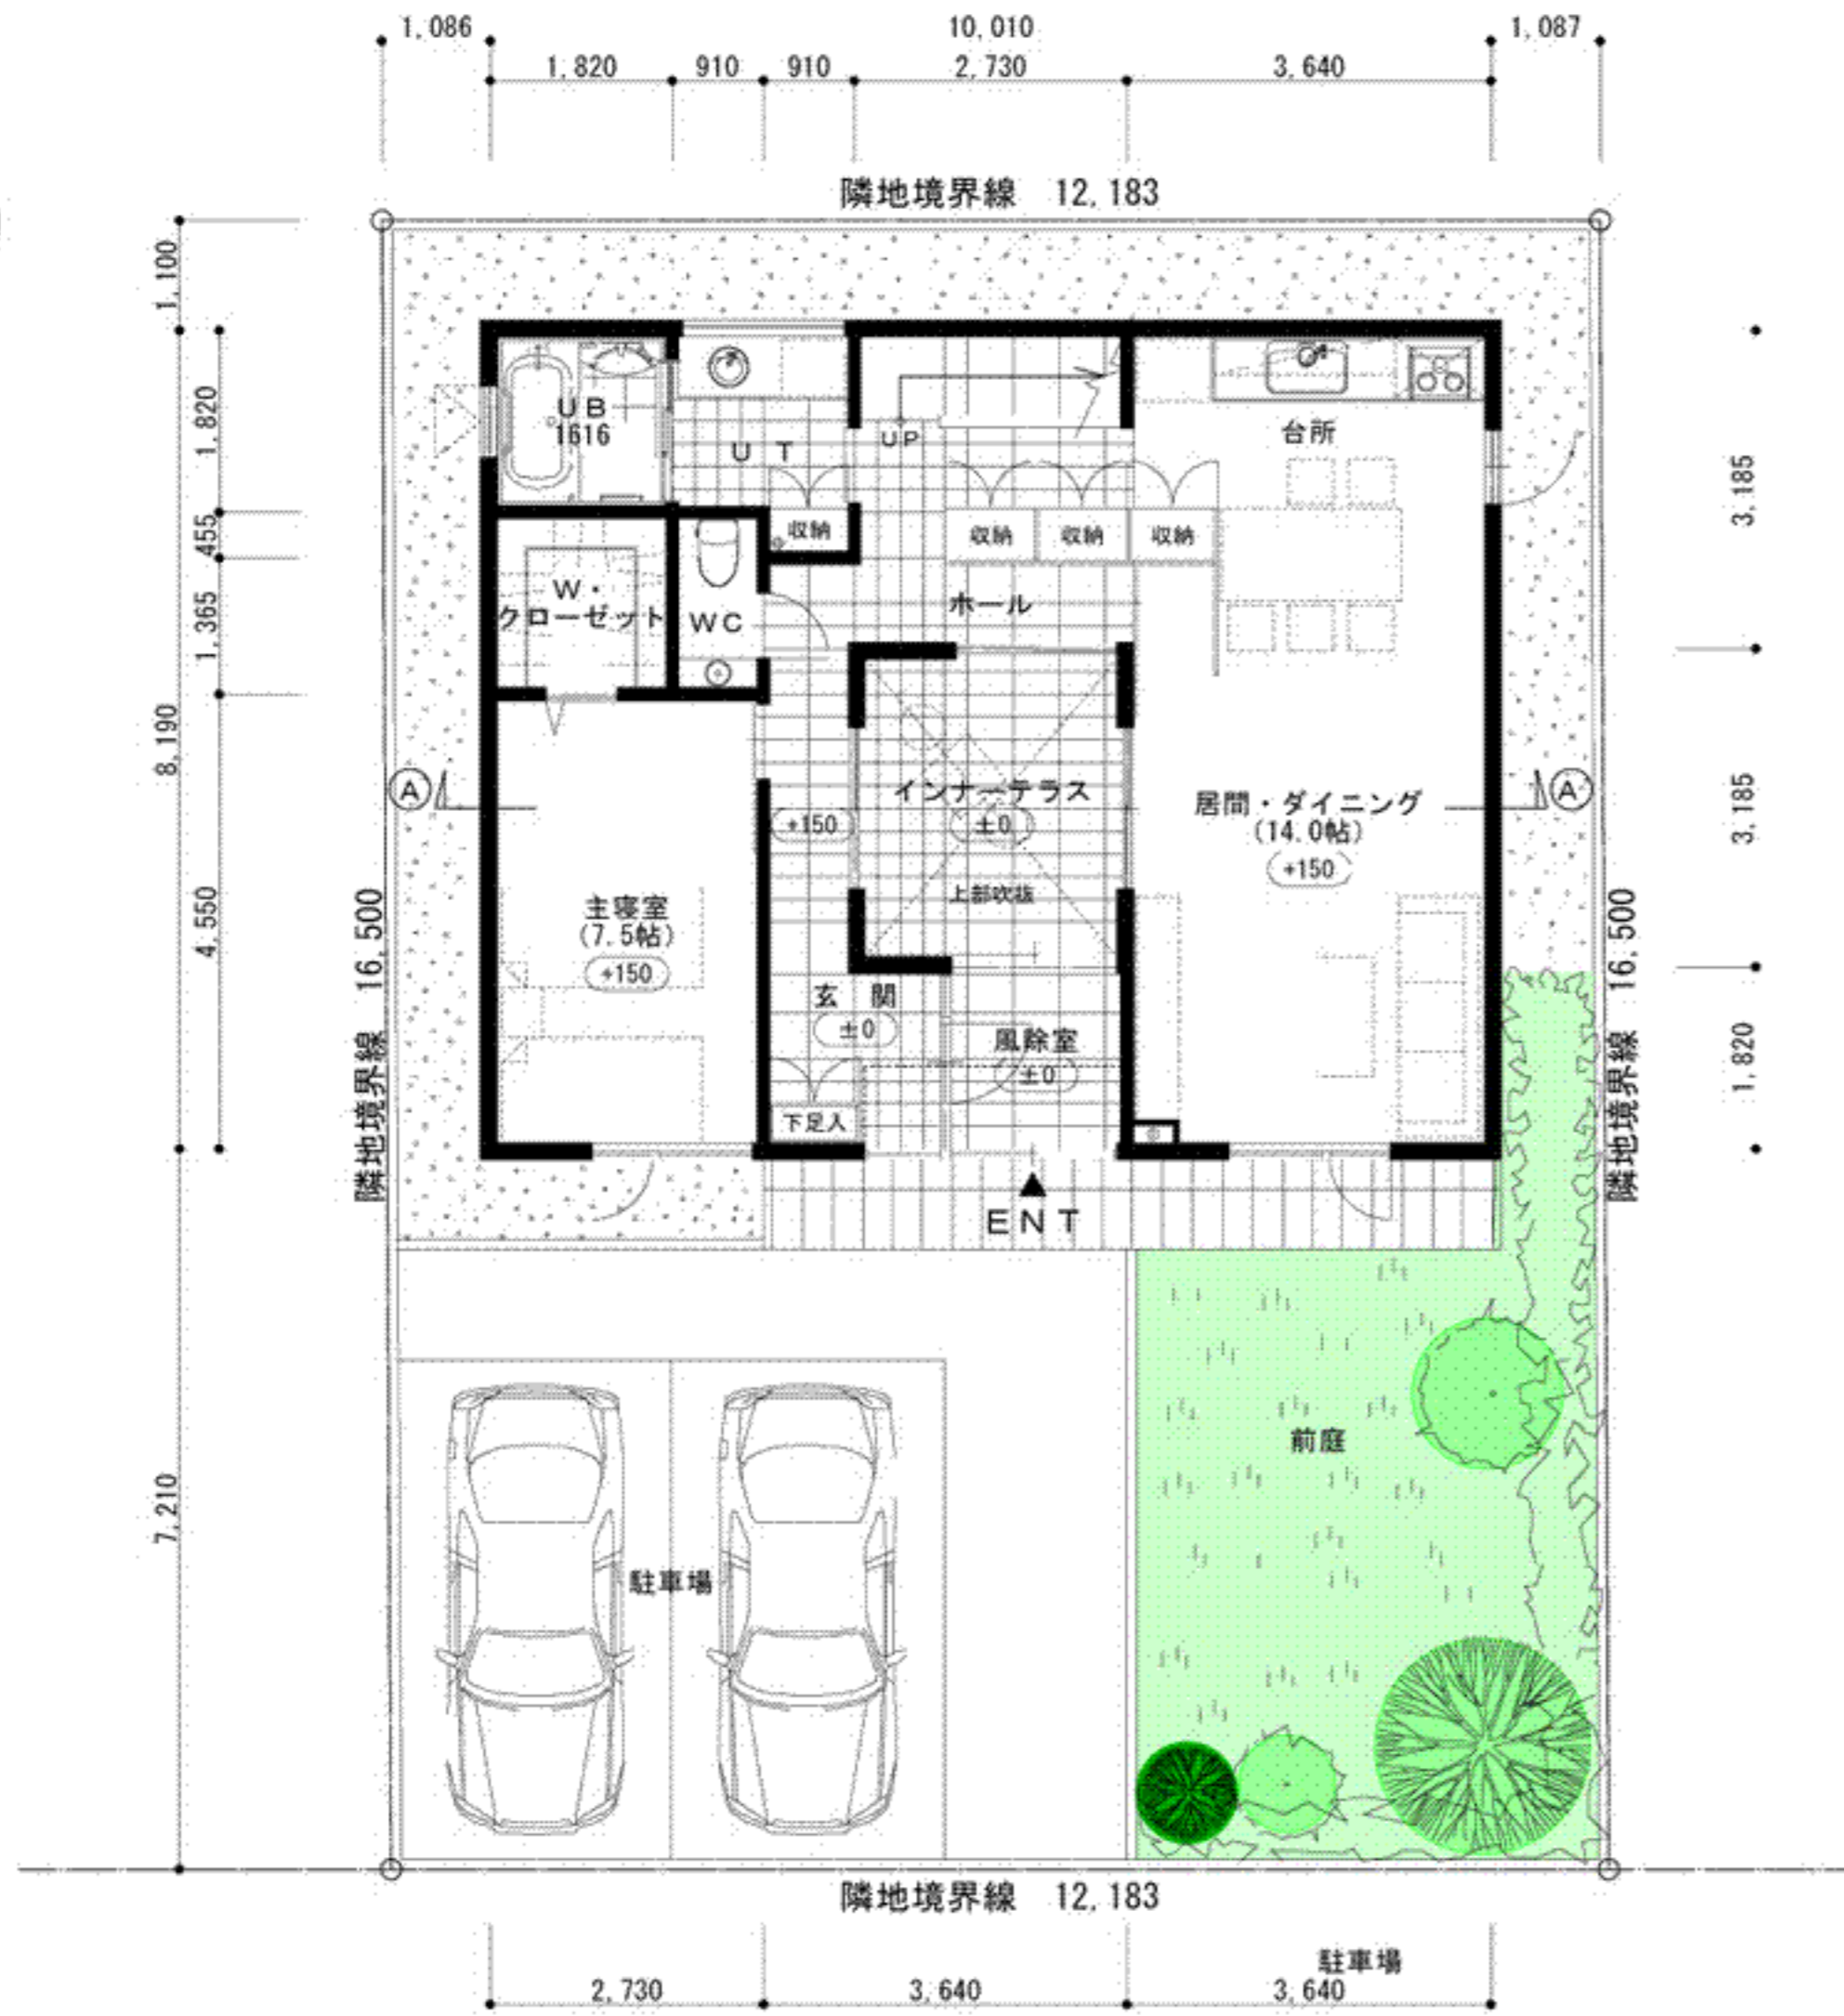 1,086
10,010
1,087
1,820
910
910
2,730
3,640
隣地境界線 12,183
1,100
8,190
7,210
1,820
455
1,365
4,550
隣地境界線 16,500
UB
1616
UT
UP
台所
収納
収納
収納
収納
W・
クローゼット
WC
ホール
A
+150
インナーテラス
±0
上部吹抜
居間・ダイニング
(14.0帖)
+150
A'
主寝室
(7.5帖)
+150
玄関
±0
風除室
±0
下足入
ENT
3,185
3,185
1,820
隣地境界線 16,500
前庭
駐車場
隣地境界線 12,183
駐車場
2,730
3,640
3,640